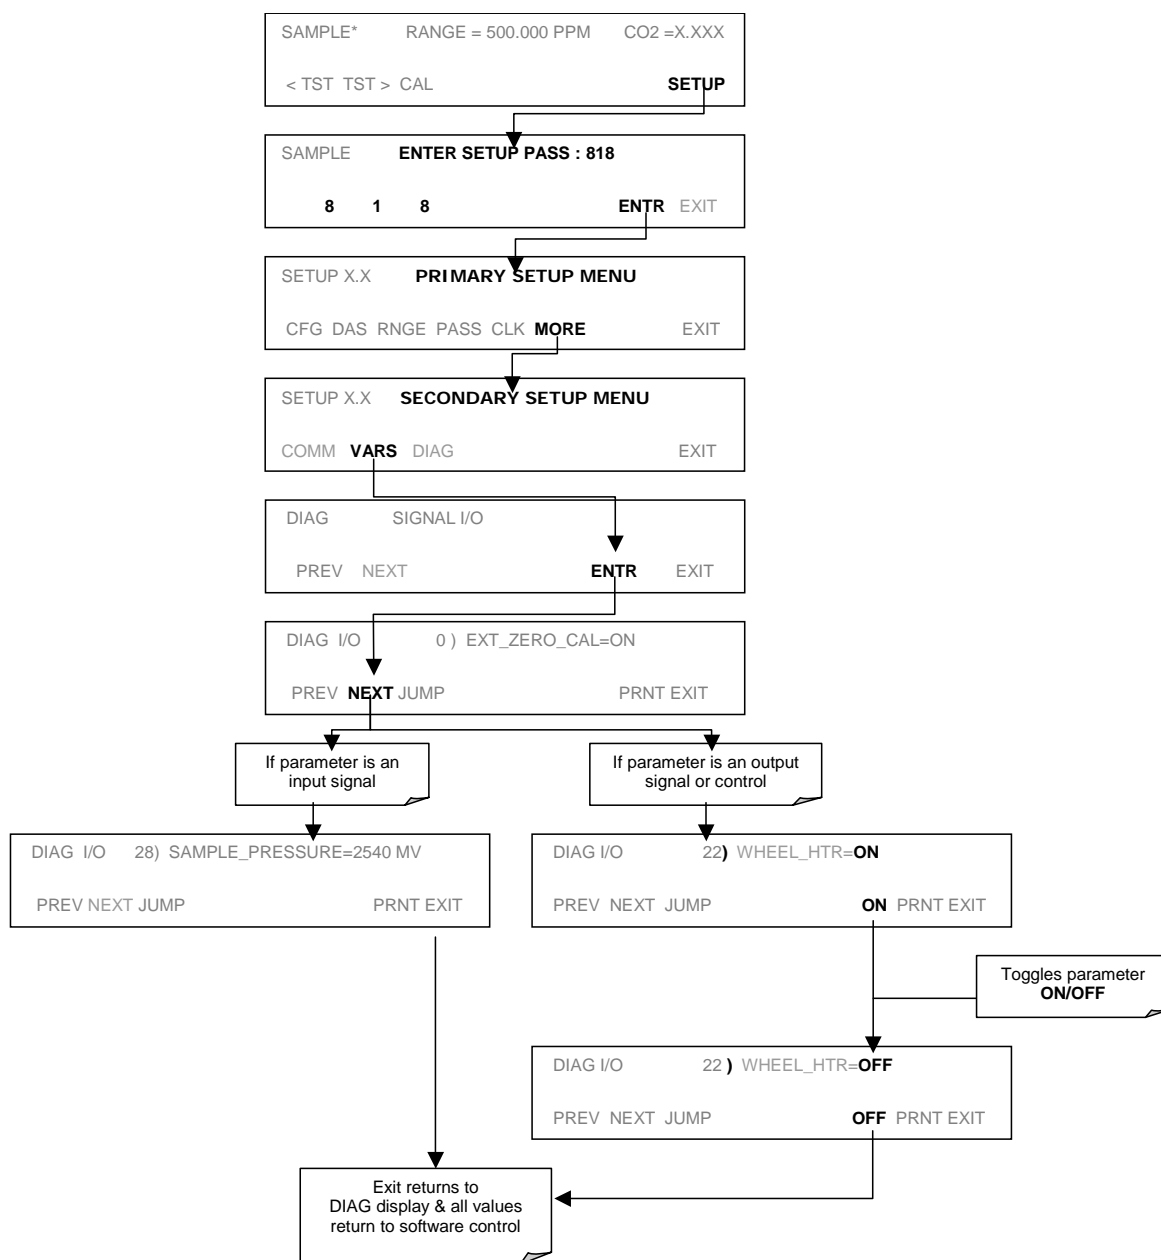 SAMPLE* RANGE = 500.000 PPM CO2 =X.XXX
< TST TST > CAL SETUP
SAMPLE ENTER SETUP PASS : 818
8 1 8 ENTR EXIT
SETUP X.X PRIMARY SETUP MENU
CFG DAS RNGE PASS CLK MORE EXIT
SETUP X.X SECONDARY SETUP MENU
COMM VARS DIAG EXIT
DIAG SIGNAL I/O
PREV NEXT ENTR EXIT
DIAG I/O 0 ) EXT_ZERO_CAL=ON
PREV NEXT JUMP PRNT EXIT
If parameter is an
input signal
If parameter is an output
signal or control
DIAG I/O 28) SAMPLE_PRESSURE=2540 MV
PREV NEXT JUMP PRNT EXIT
DIAG I/O 22) WHEEL_HTR=ON
PREV NEXT JUMP ON PRNT EXIT
Toggles parameter
ON/OFF
DIAG I/O 22 ) WHEEL_HTR=OFF
PREV NEXT JUMP OFF PRNT EXIT
Exit returns to
DIAG display & all values
return to software control